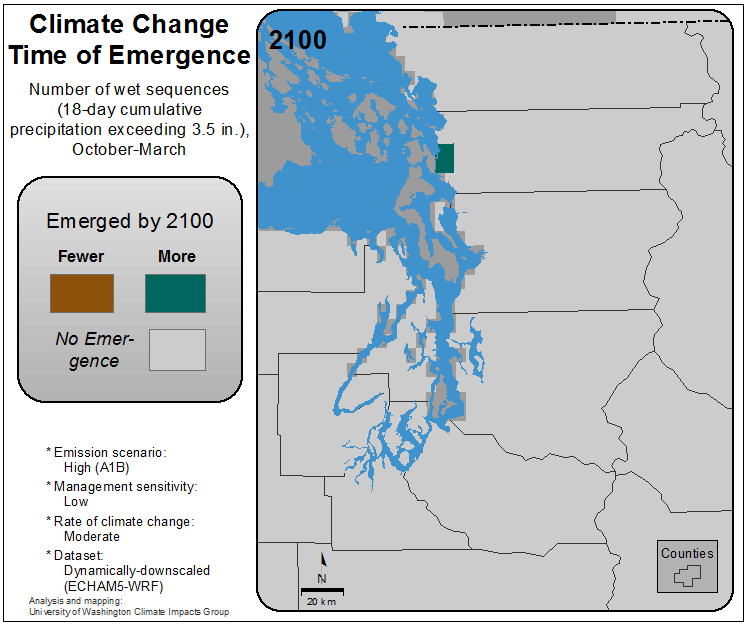 Climate Change
Time of Emergence
Number of wet sequences
(18-day cumulative
precipitation exceeding 3.5 in.),
October-March
Emerged by 2100
Fewer More
No Emer-
gence
* Emission scenario:
High (A1B)
* Management sensitivity:
Low
* Rate of climate change:
Moderate
* Dataset:
Dynamically-downscaled
(ECHAM5-WRF)
Analysis and mapping:
University of Washington Climate Impacts Group
2100
N
20 km
Counties